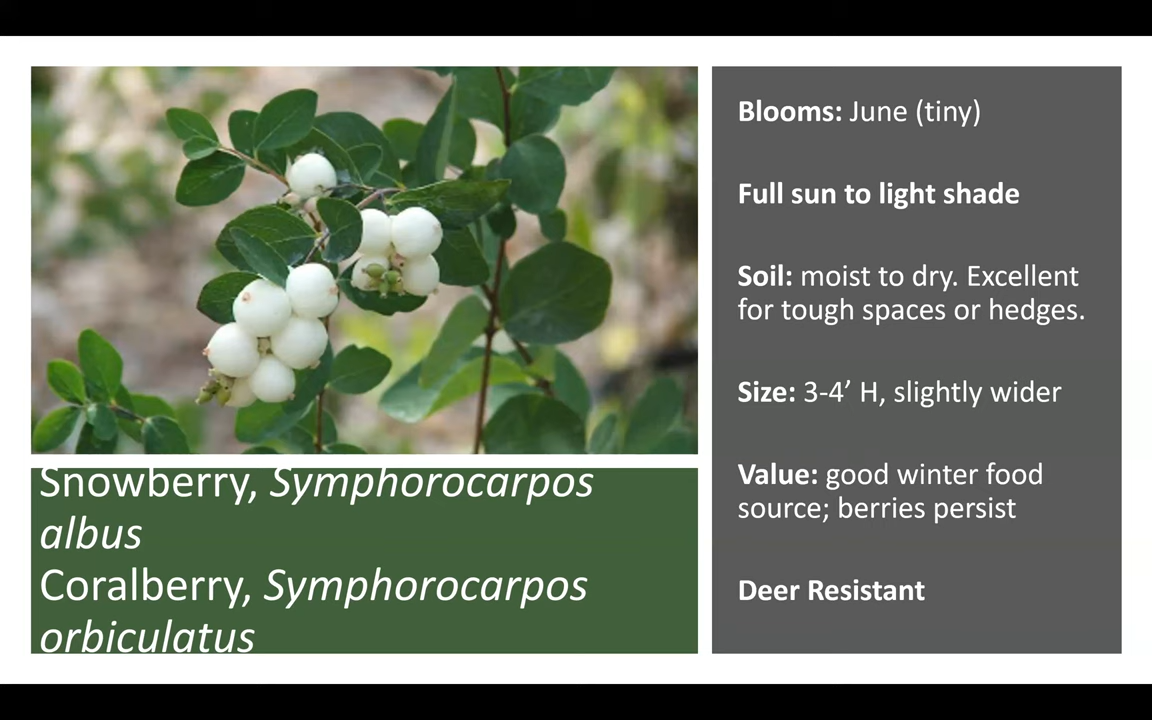 Snowberry, Symphorocarpos
albus
Coralberry, Symphorocarpos
orbiculatus
Blooms: June (tiny)
Full sun to light shade
Soil: moist to dry. Excellent
for tough spaces or hedges.
Size: 3-4’ H, slightly wider
Value: good winter food
source; berries persist
Deer Resistant